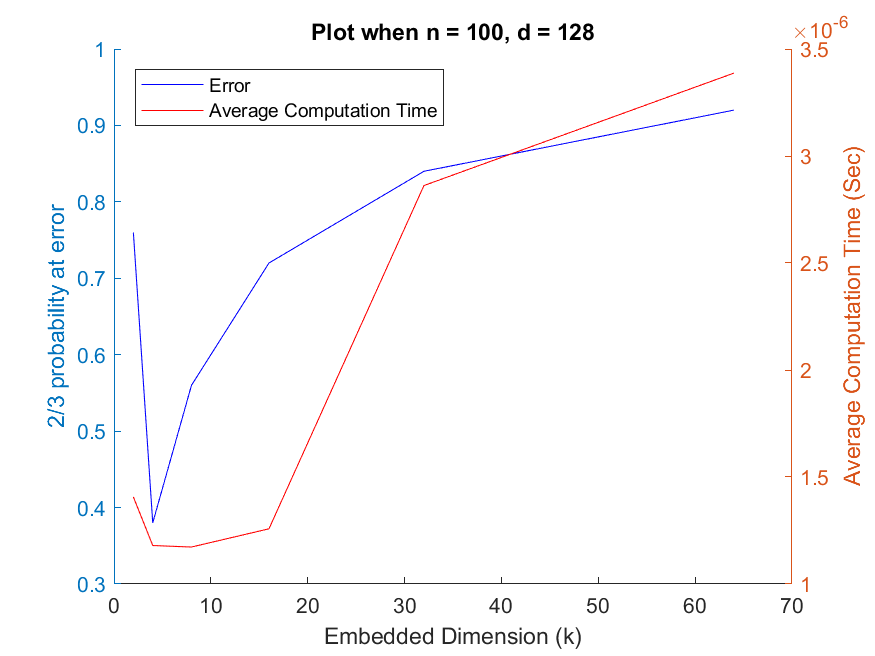 Plot when n = 100, d = 128
×10-6
Error
Average Computation Time
2/3 probability at error
1
0.9
0.8
0.7
0.6
0.5
0.4
0.3
3.5
3
2.5
2
1.5
1
Average Computation Time (Sec)
0 10 20 30 40 50 60 70
Embedded Dimension (k)